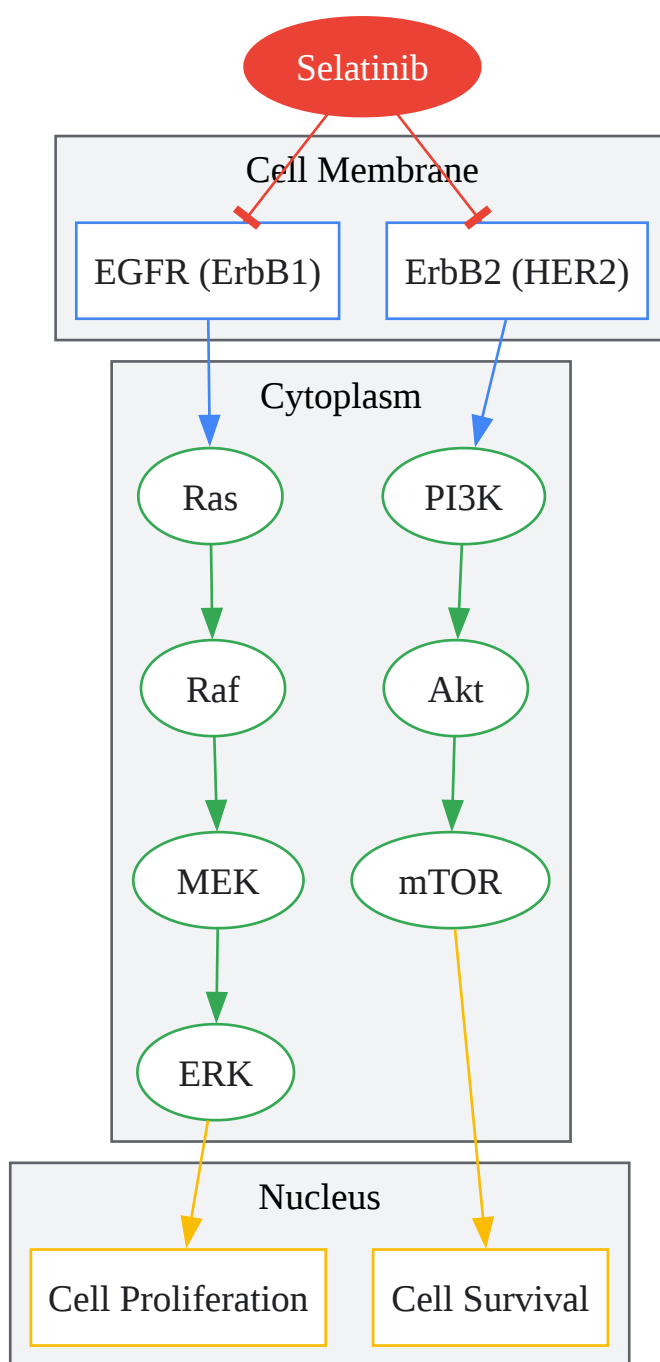 Selatinib
Cell Membrane
EGFR (ErbB1)
ErbB2 (HER2)
Cytoplasm
Ras
PI3K
Raf
Akt
MEK
mTOR
ERK
Nucleus
Cell Proliferation
Cell Survival